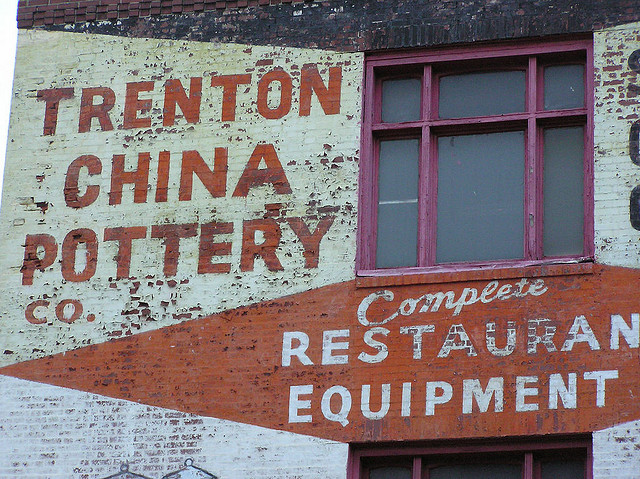 TRENTON
CHINA
POTTERY
CO.
Complete
RESTAURAN
EQUIPMENT